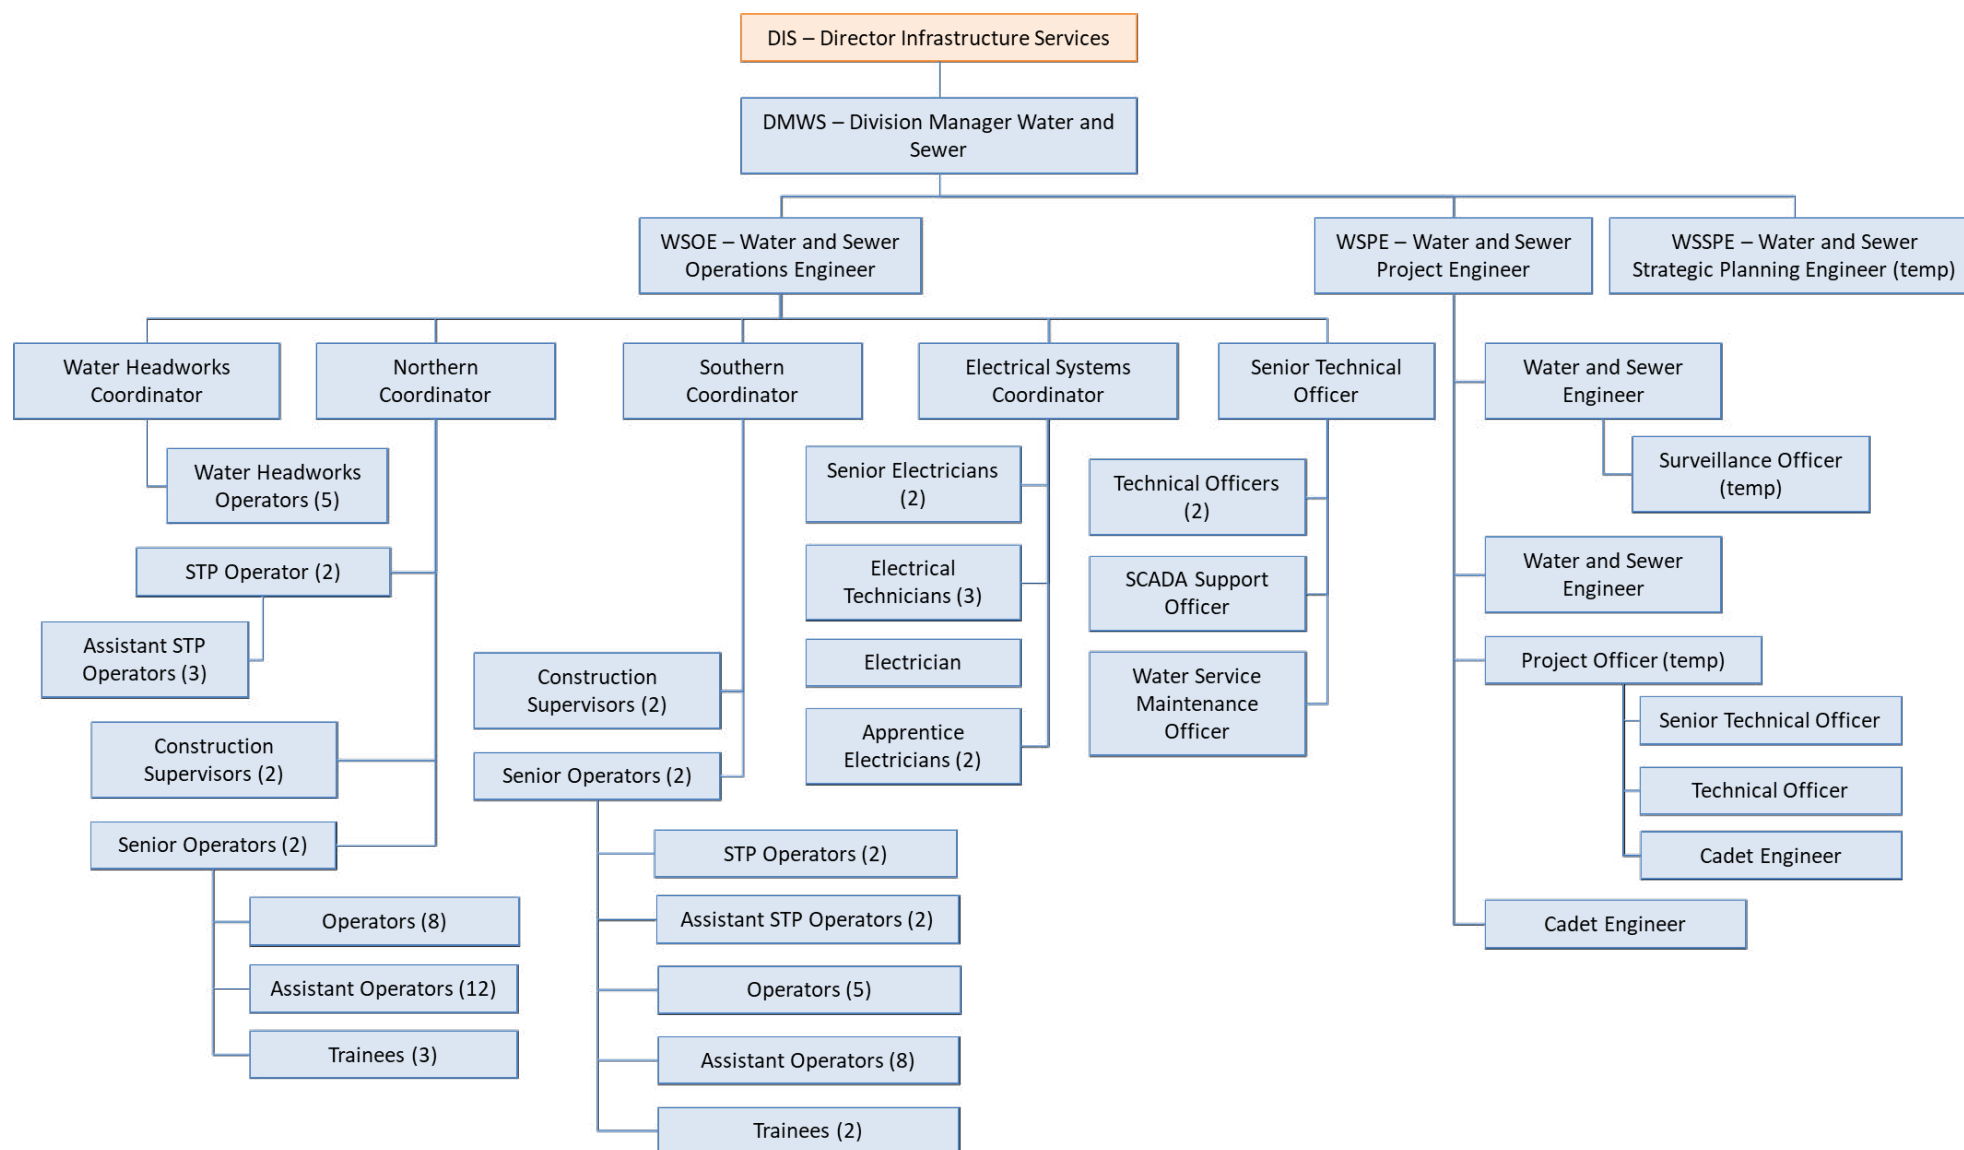 DIS – Director Infrastructure Services
DMWS – Division Manager Water and
Sewer
WSOE – Water and Sewer
Operations Engineer
WSPE – Water and Sewer
Project Engineer
WSSPE – Water and Sewer
Strategic Planning Engineer (temp)
Water Headworks
Coordinator
Northern
Coordinator
Southern
Coordinator
Electrical Systems
Coordinator
Senior Technical
Officer
Water and Sewer
Engineer
Water Headworks
Operators (5)
STP Operator (2)
Assistant STP
Operators (3)
Construction
Supervisors (2)
Senior Operators (2)
Operators (8)
Assistant Operators (12)
Trainees (3)
Construction
Supervisors (2)
Senior Operators (2)
STP Operators (2)
Assistant STP Operators (2)
Operators (5)
Assistant Operators (8)
Trainees (2)
Senior Electricians
(2)
Electrical
Technicians (3)
Electrician
Apprentice
Electricians (2)
Technical Officers
(2)
SCADA Support
Officer
Water Service
Maintenance
Officer
Surveillance Officer
(temp)
Water and Sewer
Engineer
Project Officer (temp)
Senior Technical Officer
Technical Officer
Cadet Engineer
Cadet Engineer